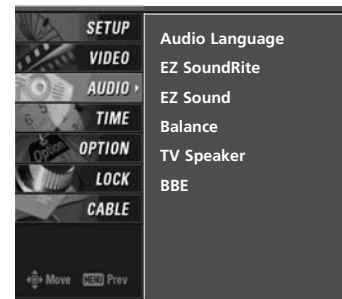 SETUP
VIDEO
AUDIO
TIME
OPTION
LOCK
CABLE
Move MENU Prev
Audio Language
EZ SoundRite
EZ Sound
Balance
TV Speaker
BBE